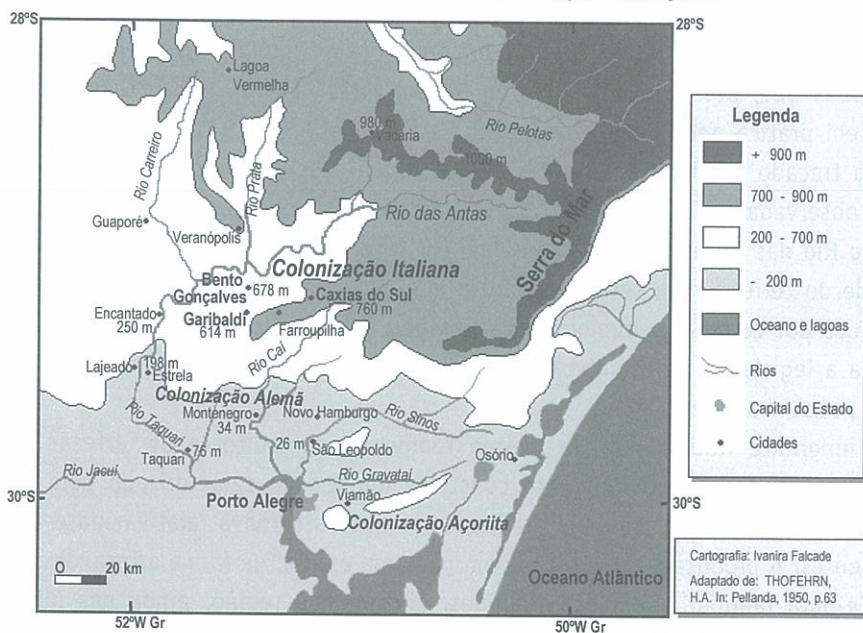 28°S
28°S
Lagoa
Vermelha
980 m
Vacaria
Rio Pelotas
1000 m
Rio Carreiro
Rio Prata
Rio das Antas
Guaporé
Veranópolis
Serra do Mar
Colonização Italiana
Bento
Gonçalves
678 m
Caxias do Sul
Encantado
250 m
Garibaldi
614 m
760 m
Farroupilha
Rio Caí
Lajeado
198 m
Estrela
Colonização Alemã
Montenegro
34 m
Novo Hamburgo
Rio Sinos
Rio Taquari
76 m
Taquari
26 m
São Leopoldo
Osório
Rio Jacuí
Rio Gravataí
Porto Alegre
Viamão
Colonização Açoriita
30°S
30°S
O
20 km
Oceano Atlântico
52°W Gr
50°W Gr
Legenda
+ 900 m
700 - 900 m
200 - 700 m
- 200 m
Oceano e lagoas
Rios
Capital do Estado
Cidades
Cartografia: Ivanira Falcade
Adaptado de: THOFEHRN,
H.A. In: Pellanda, 1950, p.63